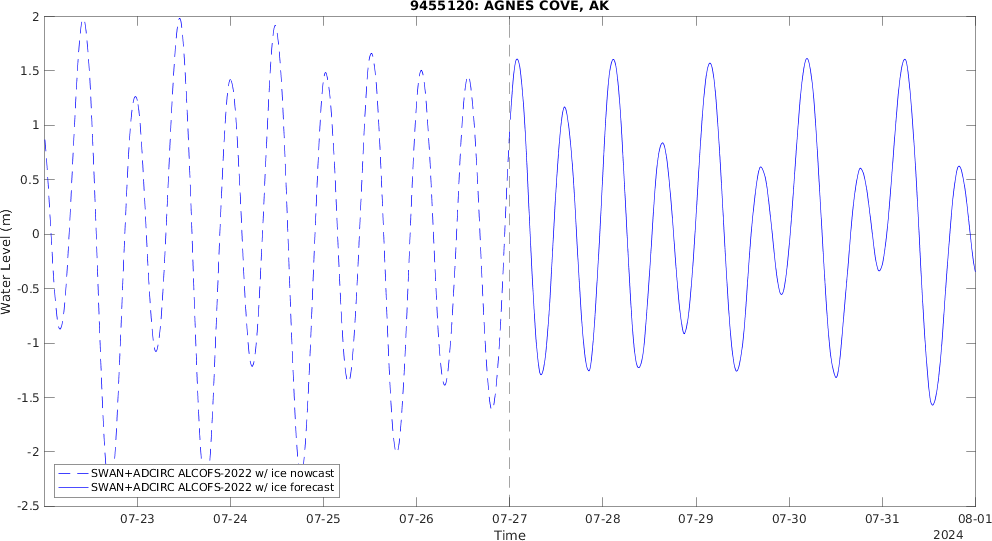 9455120: AGNES COVE, AK
2
1.5
1
0.5
0
-0.5
-1
-1.5
-2
-2.5
Water Level (m)
SWAN+ADCIRC ALCOFS-2022 w/ ice nowcast
SWAN+ADCIRC ALCOFS-2022 w/ ice forecast
07-23 07-24 07-25 07-26 07-27 07-28 07-29 07-30 07-31 08-01
Time
2024